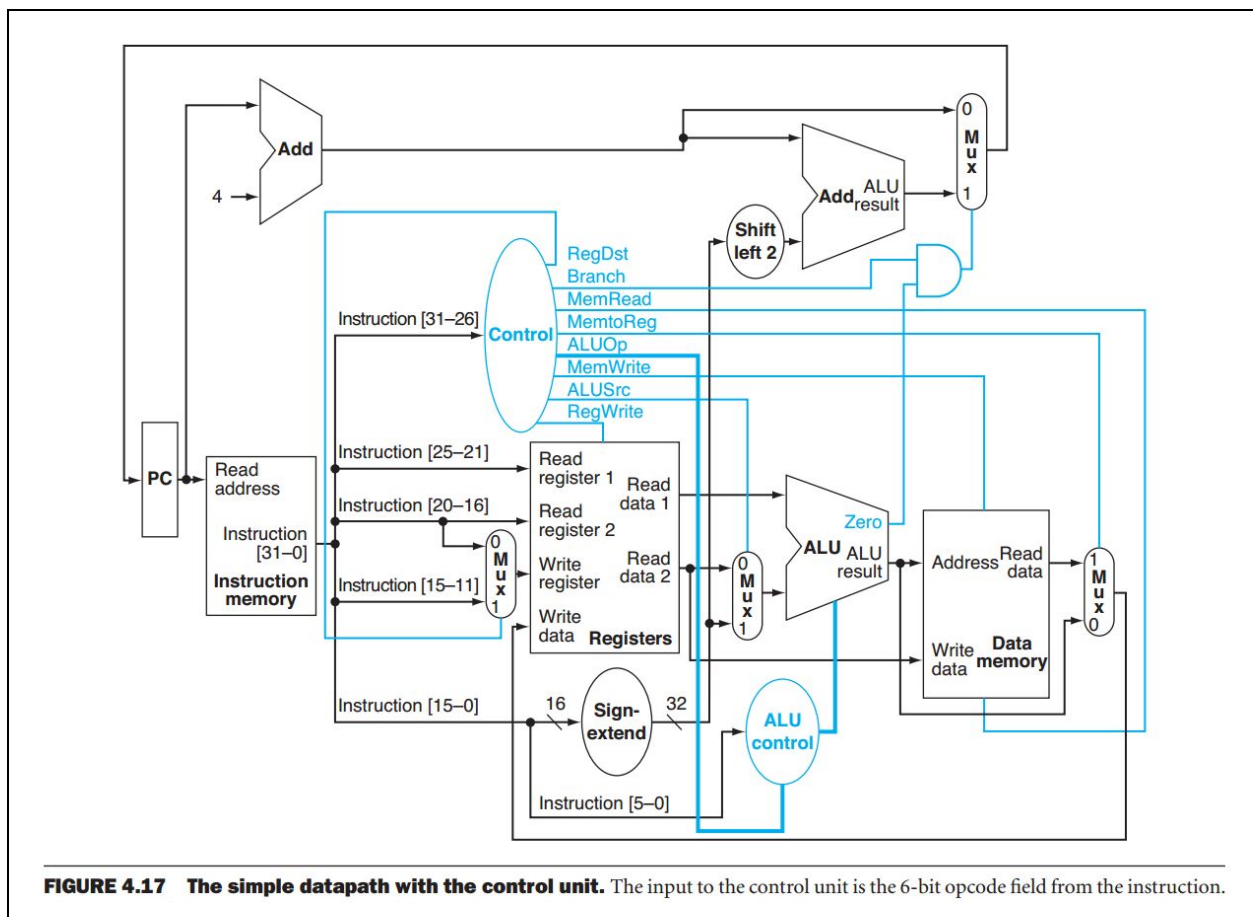 Add
4
0
M
u
x
1
Add
ALU
result
Shift
left 2
RegDst
Branch
MemRead
MemtoReg
ALUOp
MemWrite
ALUSrc
RegWrite
Control
Instruction [31–26]
PC
Read
address
Instruction
[31–0]
Instruction
memory
Instruction [25–21]
Instruction [20–16]
Instruction [15–11]
0
M
u
x
1
Read
register 1
Read
register 2
Write
register
Write
data
Read
data 1
Read
data 2
Registers
0
M
u
x
1
Zero
ALU
ALU
result
Address
Read
data
Write
data
Data
memory
1
M
u
x
0
Instruction [15–0]
16
Sign-
extend
32
ALU
control
Instruction [5–0]
FIGURE 4.17 The simple datapath with the control unit. The input to the control unit is the 6-bit opcode field from the instruction.